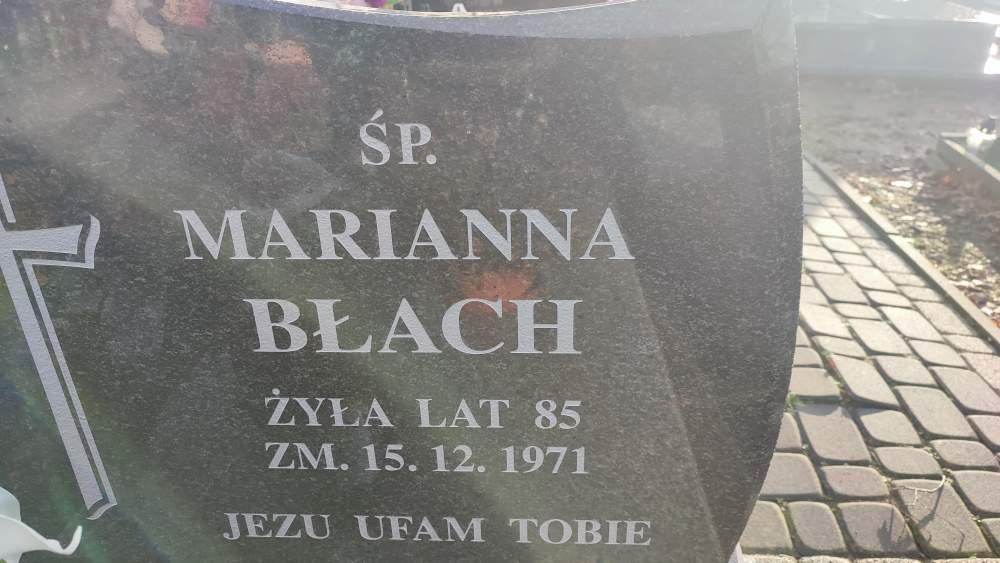 ŚP.
MARIANNA
BŁACH
ŻYŁA LAT 85
ZM. 15. 12. 1971
JEZU UFAM TOBIE